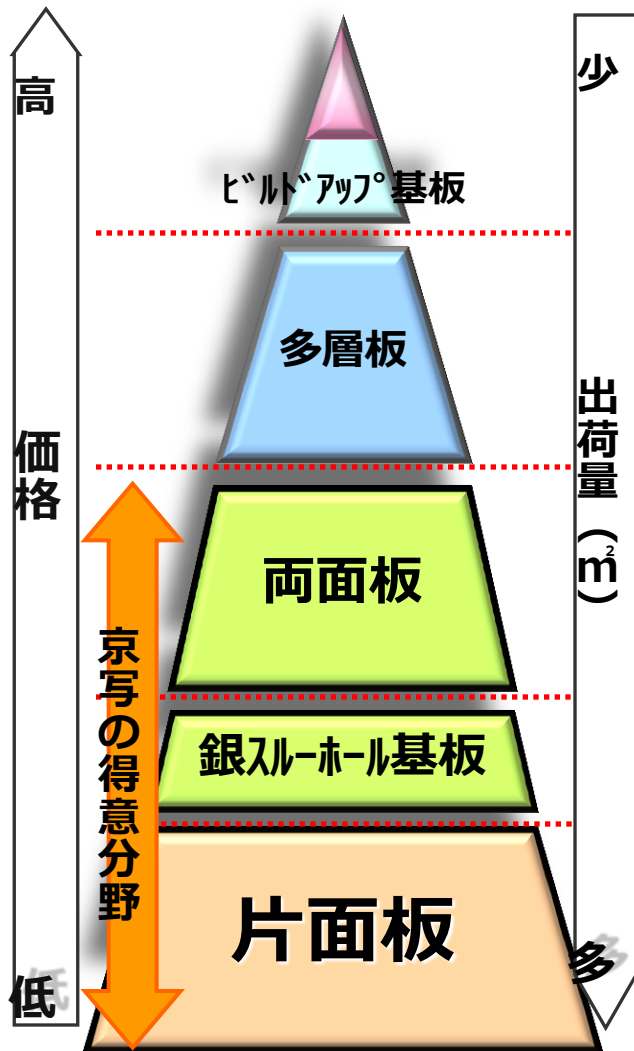 高
価格
低
ﾋﾞﾙﾄﾞｱｯﾌﾟ基板
多層板
両面板
銀ｽﾙｰﾎｰﾙ基板
片面板
京写の得意分野
少
出荷量（㎡）
多